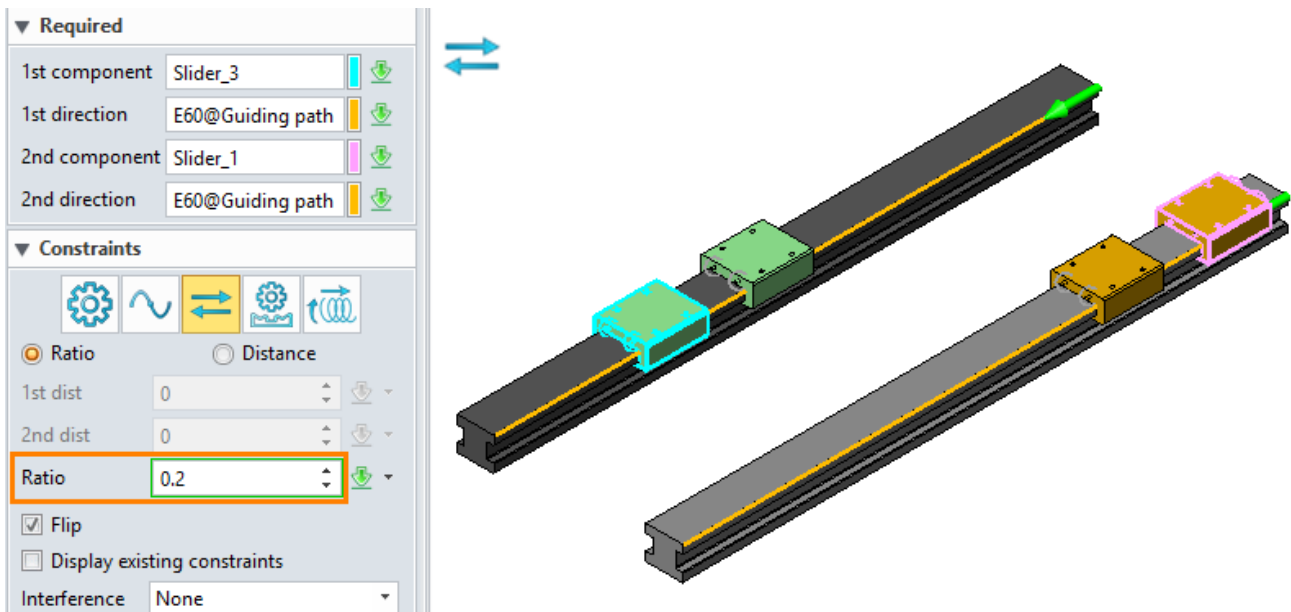 Required
1st component Slider_3
1st direction E60@Guiding path
2nd component Slider_1
2nd direction E60@Guiding path
Constraints
Ratio Distance
1st dist 0
2nd dist 0
Ratio 0.2
Flip
Display existing constraints
Interference None